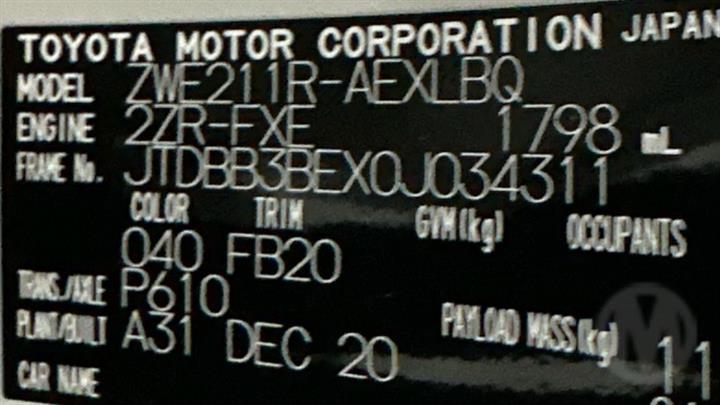 TOYOTA MOTOR CORPORATION JAPAN
MODEL ZWE211R-AEXLBQ
ENGINE 2ZR-FXE 1798 mL
FRAME No. JTDBB3BEX0J034311
COLOR TRIM GVM(kg) OCCUPANTS
040 FB20
TRANS./AXLE P610
PLANT/BUILT A31 DEC 20 PAYLOAD MASS(kg) 11
CAR NAME